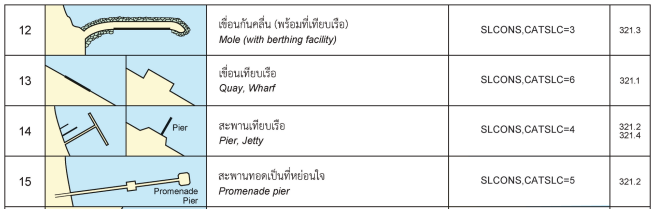 12 เขื่อนกันคลื่น (พร้อมที่เทียบเรือ) SLCONS,CATSLC=3 321.3
Mole (with berthing facility)
13 เขื่อนเทียบเรือ SLCONS,CATSLC=6 321.1
Quay, Wharf
14 Pier สะพานเทียบเรือ SLCONS,CATSLC=4 321.2
Pier, Jetty 321.4
15 Promenade Pier สะพานทอดเป็นที่หย่อนใจ SLCONS,CATSLC=5 321.2
Promenade pier